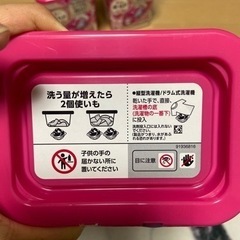 洗う量が増えたら
2個使いも
●縦型洗濯機/ドラム式洗濯機
乾いた手で、直接
洗濯槽の底
(洗濯物の一番下)
に投入
子供の手の
届かない所に
置いてください
目に注意
91936818